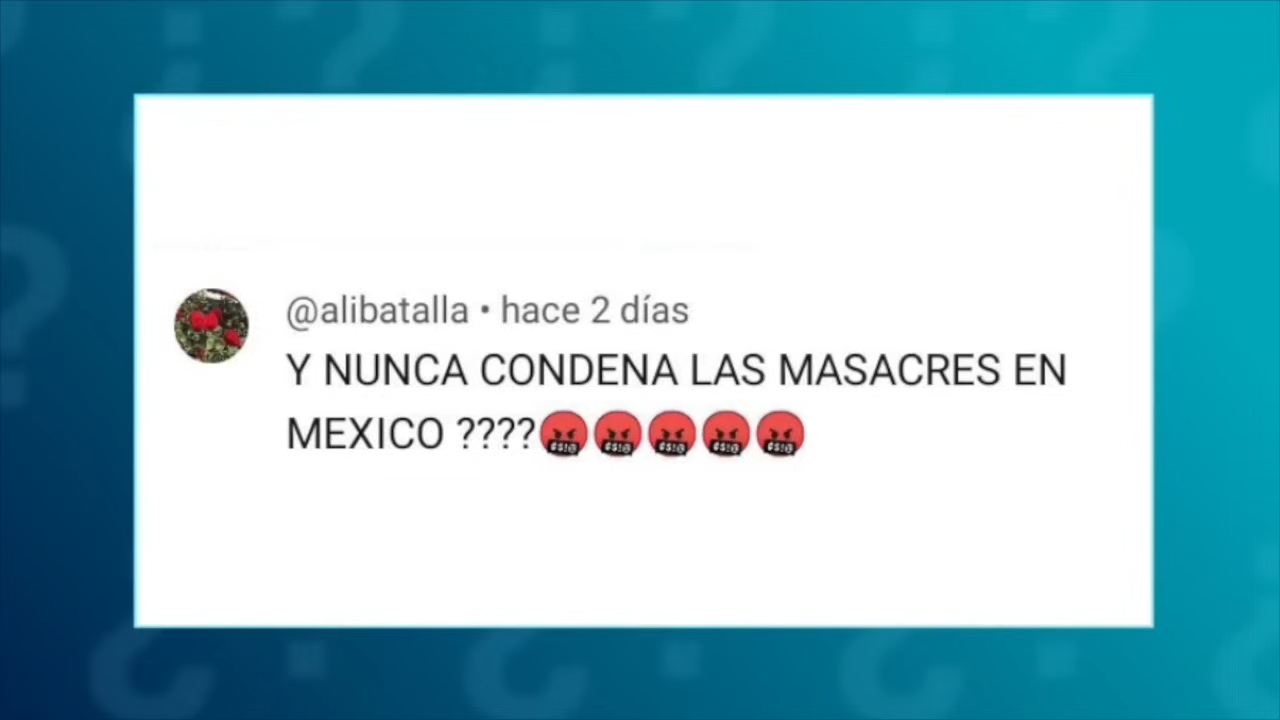 @alibatalla • hace 2 días
Y NUNCA CONDENA LAS MASACRES EN
MEXICO ????🤬🤬🤬🤬🤬